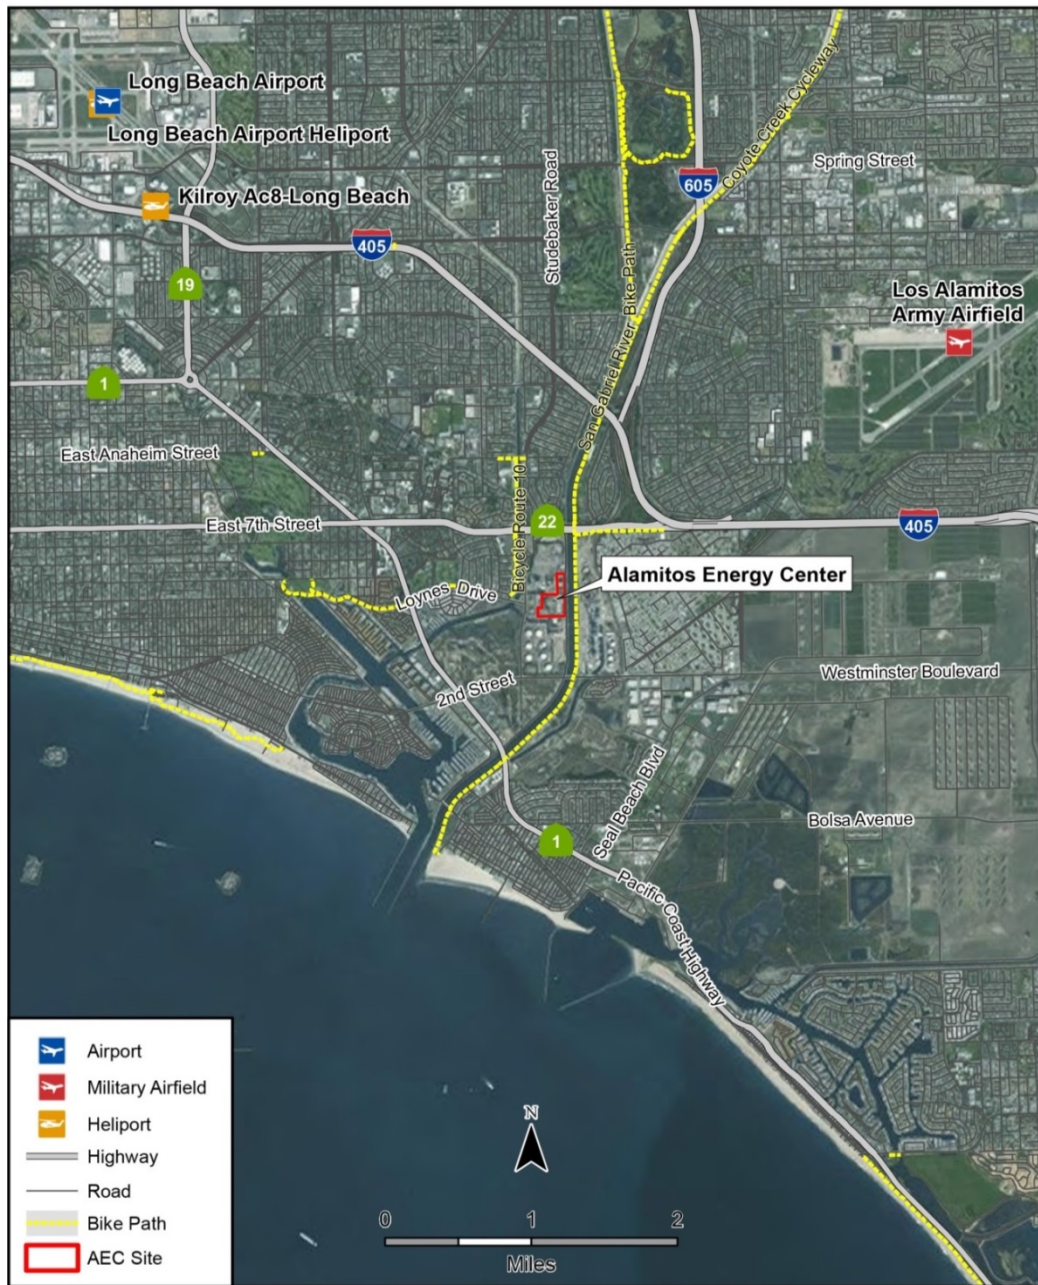 Long Beach Airport
Long Beach Airport Heliport
Kilroy Ac8-Long Beach
Coyote Creek Cycleway
Spring Street
605
Studebaker Road
405
19
San Gabriel River Bike Path
Los Alamitos
Army Airfield
1
East Anaheim Street
Bicycle Route 10
East 7th Street
22
405
Alamitos Energy Center
Loynes Drive
Westminster Boulevard
2nd Street
Seal Beach Blvd
Bolsa Avenue
1
Pacific Coast Highway
Airport
Military Airfield
Heliport
Highway
Road
Bike Path
AEC Site
N
0 1 2
Miles